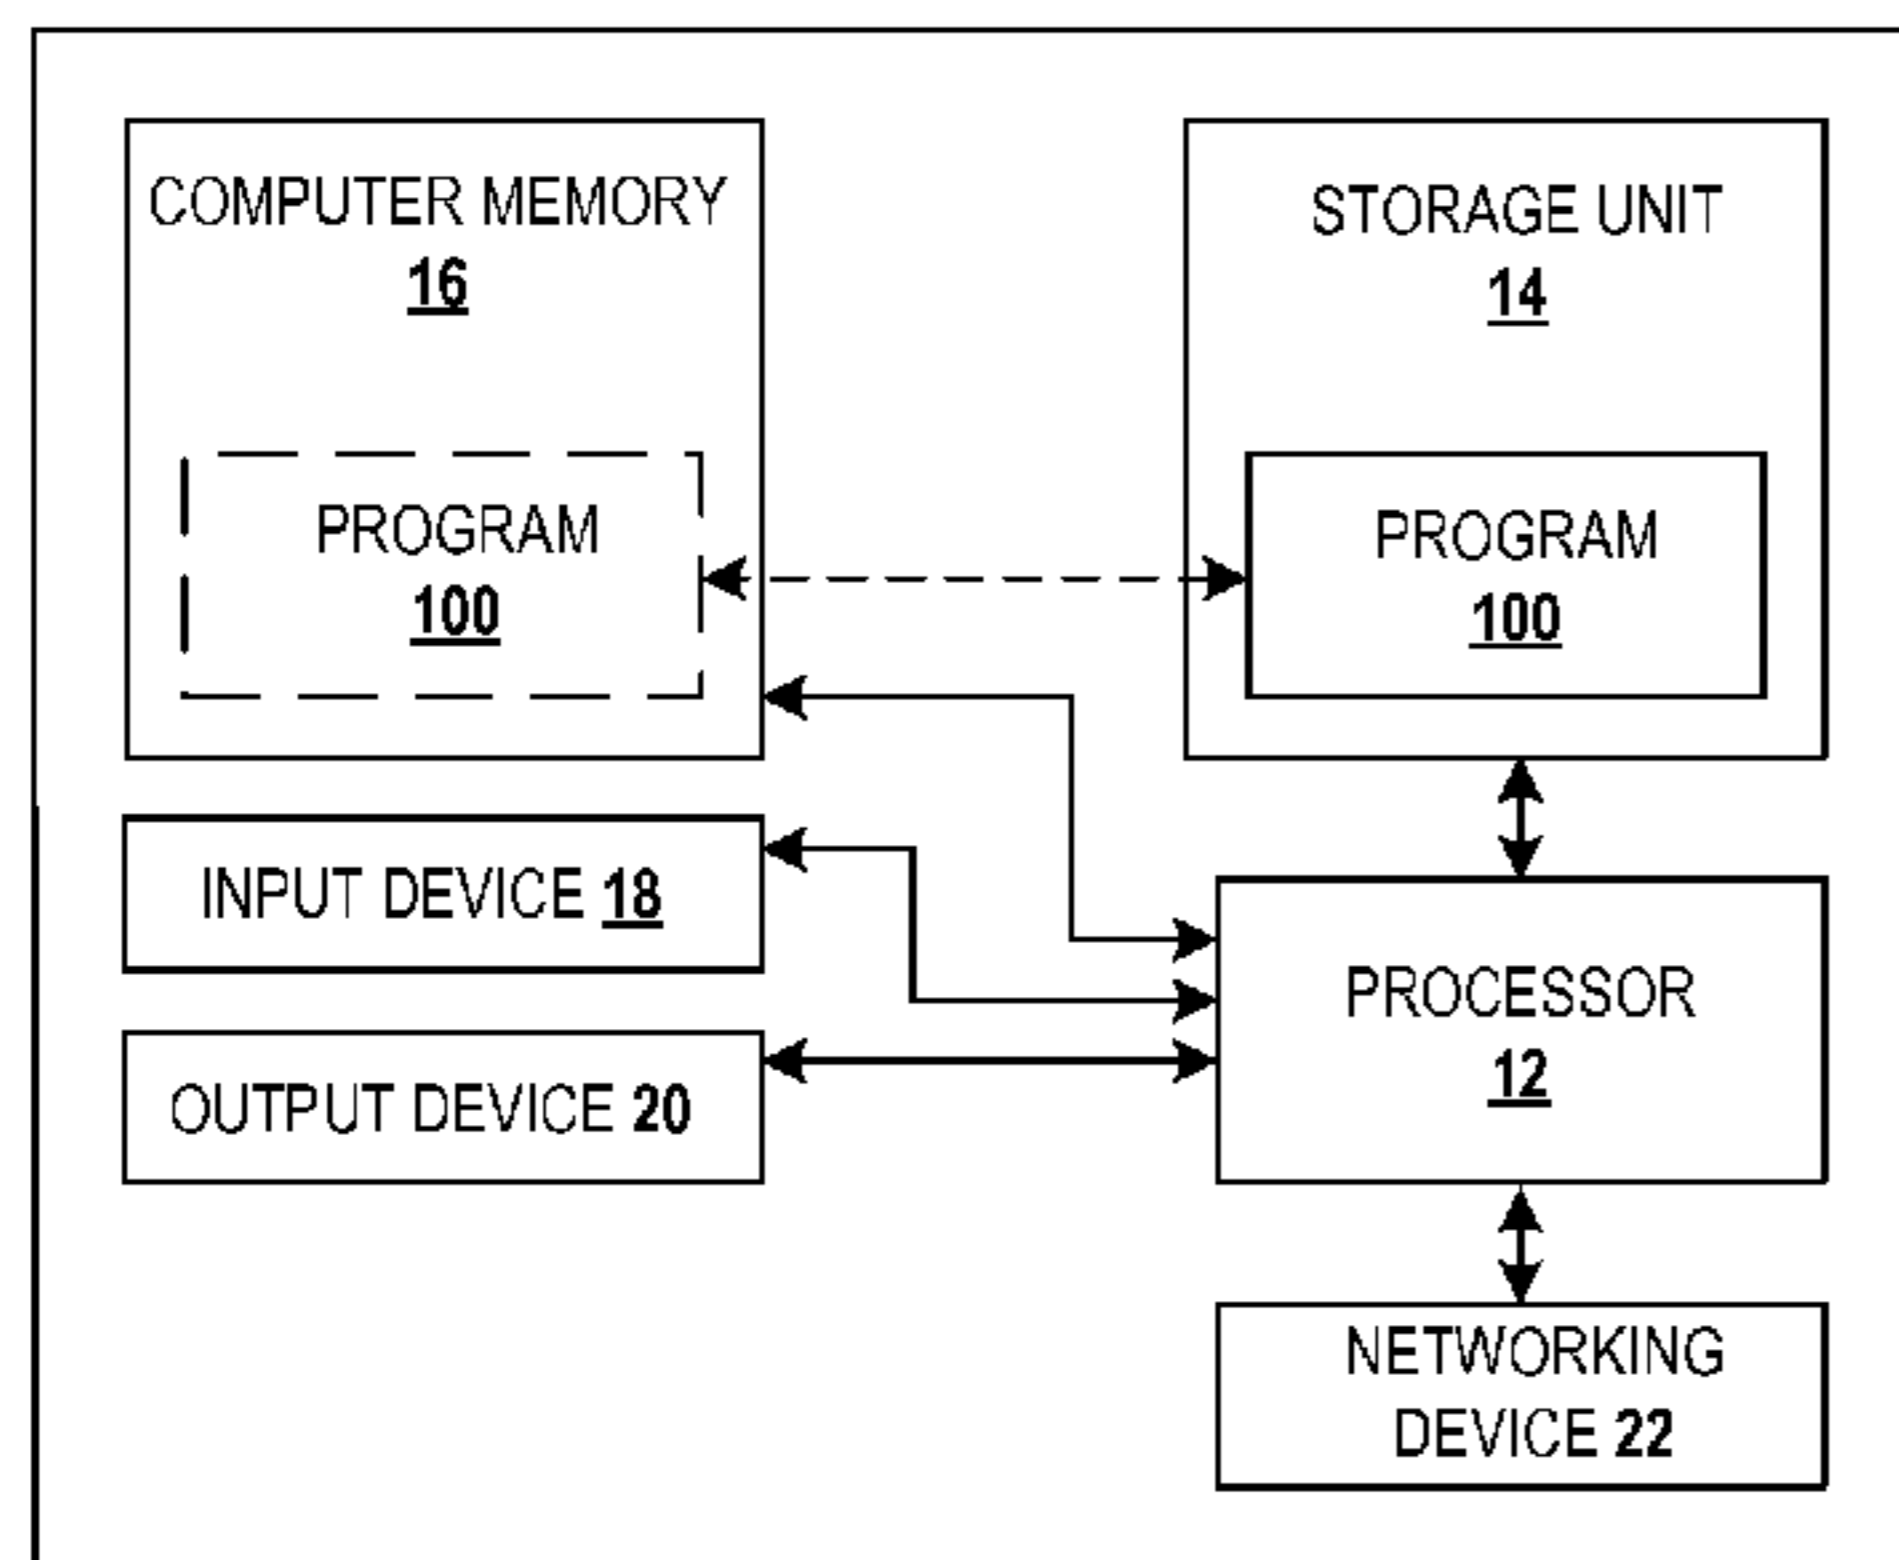 COMPUTER MEMORY
16
PROGRAM
100
STORAGE UNIT
14
PROGRAM
100
INPUT DEVICE 18
OUTPUT DEVICE 20
PROCESSOR
12
NETWORKING
DEVICE 22